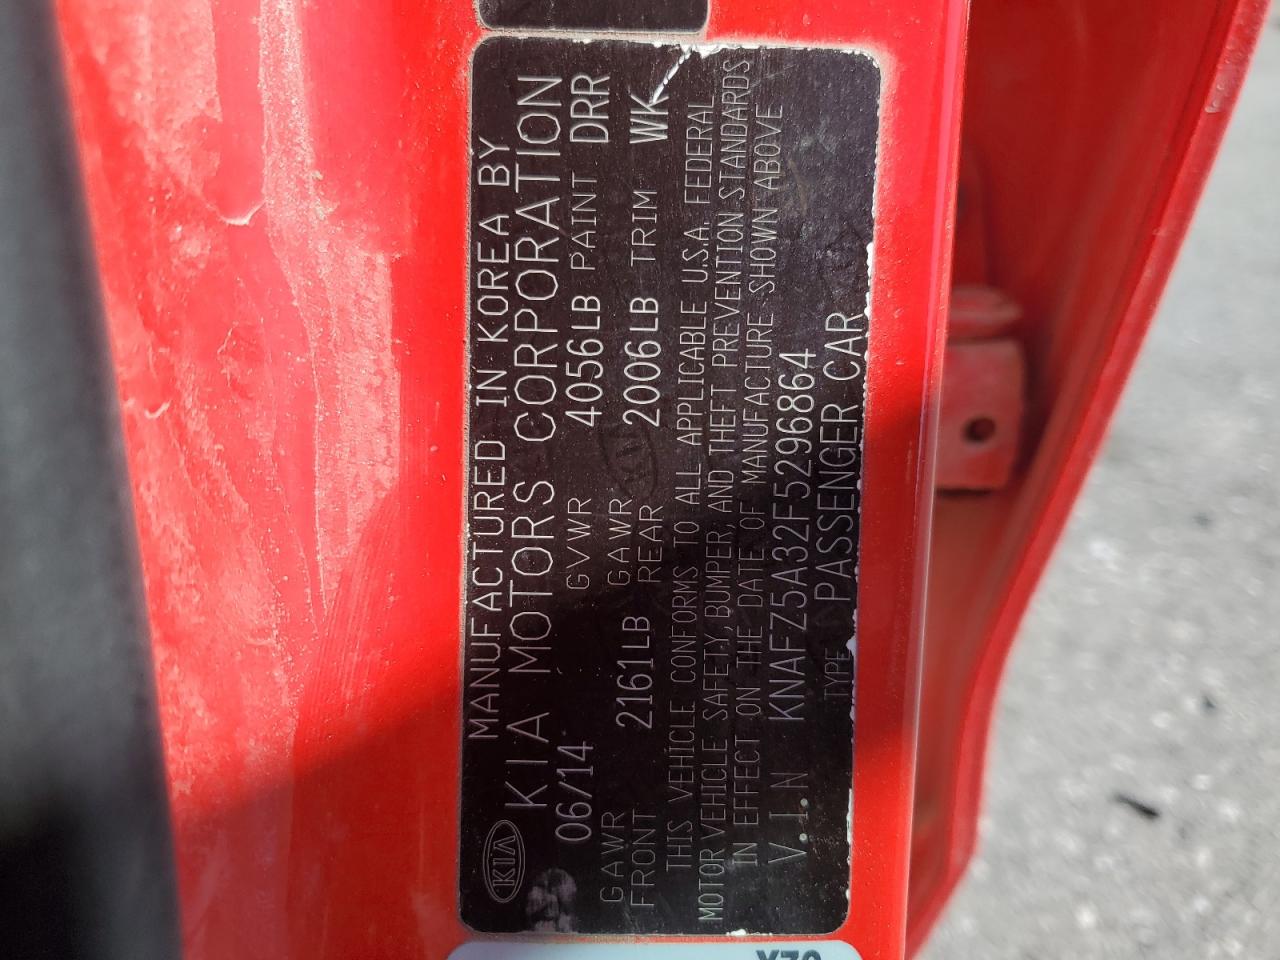 KIA
MANUFACTURED IN KOREA BY
KIA MOTORS CORPORATION
06/14 GVWR 4056LB PAINT DRR
GAWR FRONT 2161LB GAWR REAR 2006LB TRIM WK
THIS VEHICLE CONFORMS TO ALL APPLICABLE U.S.A. FEDERAL
MOTOR VEHICLE SAFETY, BUMPER, AND THEFT PREVENTION STANDARDS
IN EFFECT ON THE DATE OF MANUFACTURE SHOWN ABOVE
V.I.N KNAFZ5A32F5296864
TYPE PASSENGER CAR